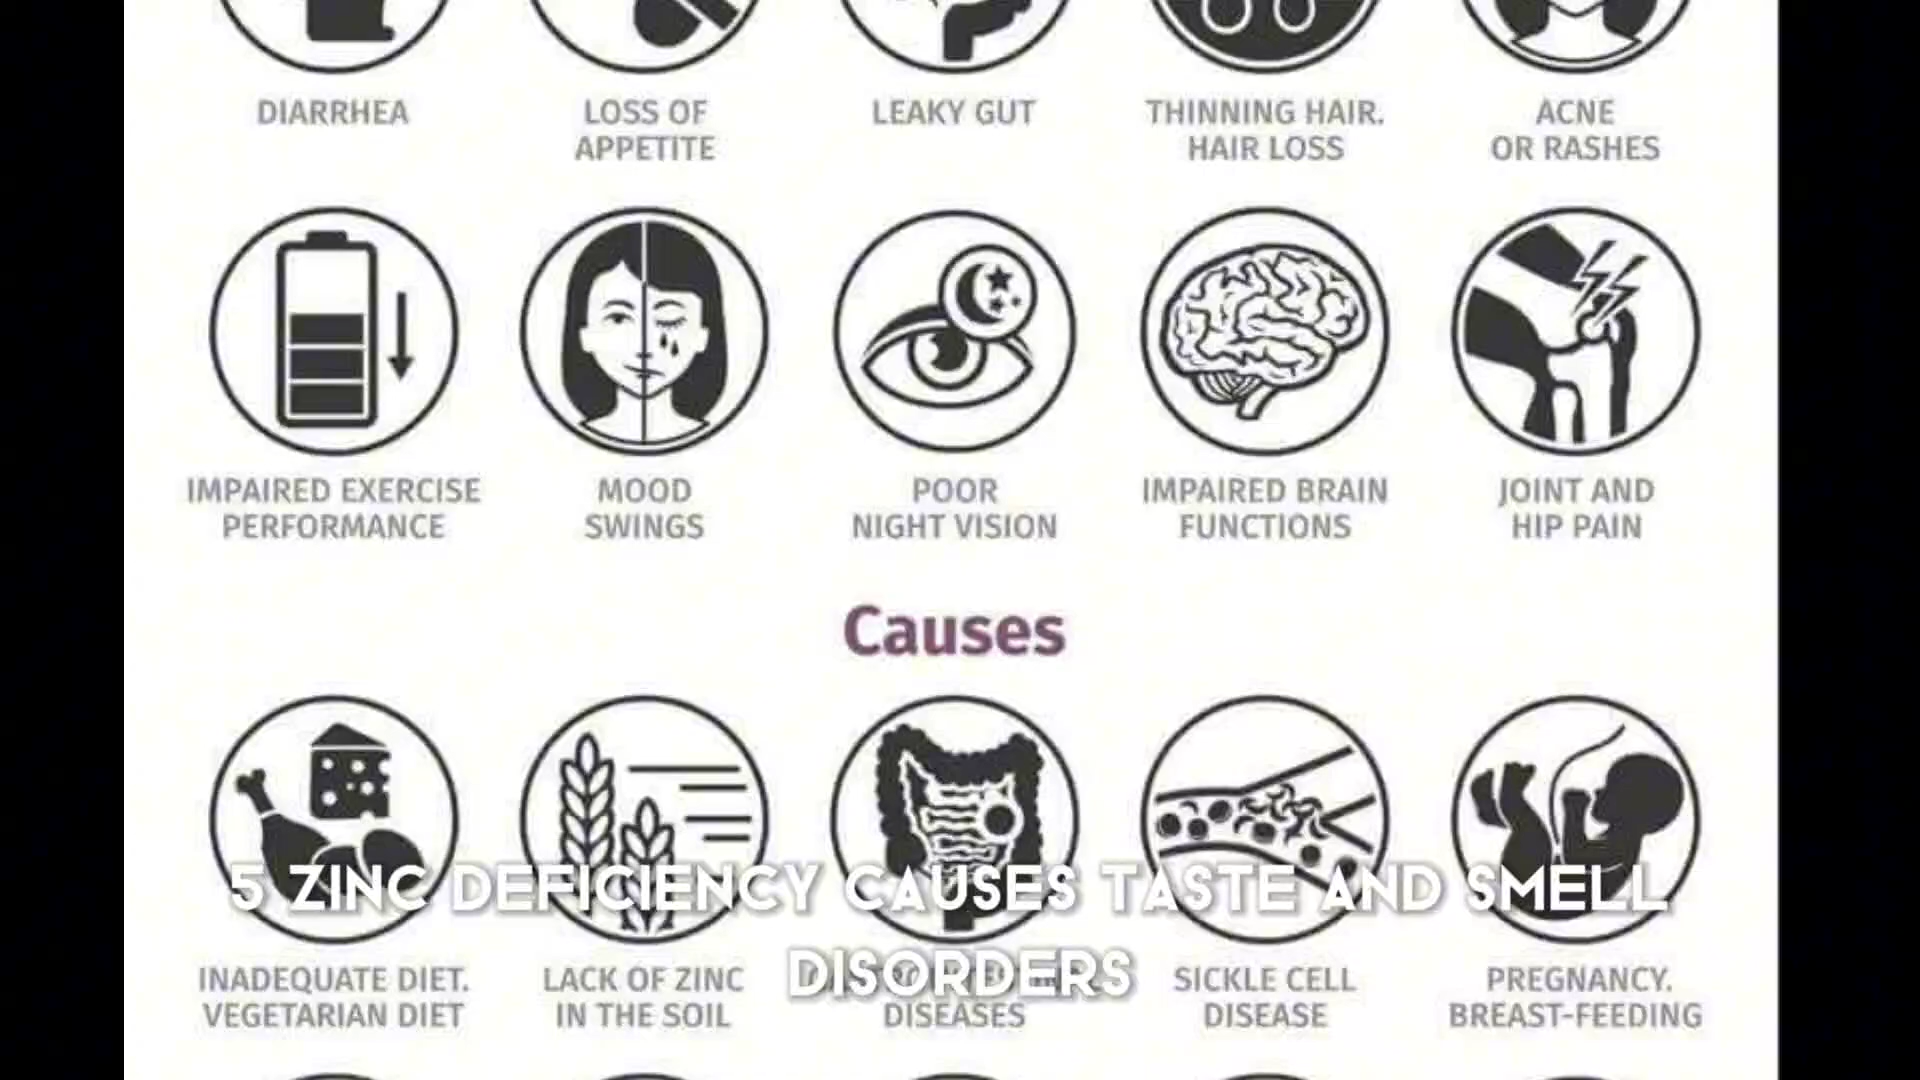 DIARRHEA
LOSS OF
APPETITE
LEAKY GUT
THINNING HAIR.
HAIR LOSS
ACNE
OR RASHES
IMPAIRED EXERCISE
PERFORMANCE
MOOD
SWINGS
POOR
NIGHT VISION
IMPAIRED BRAIN
FUNCTIONS
JOINT AND
HIP PAIN
Causes
INADEQUATE DIET.
VEGETARIAN DIET
LACK OF ZINC
IN THE SOIL
DISEASES
SICKLE CELL
DISEASE
PREGNANCY.
BREAST-FEEDING
5 ZINC DEFICIENCY CAUSES TASTE AND SMELL
DISORDERS